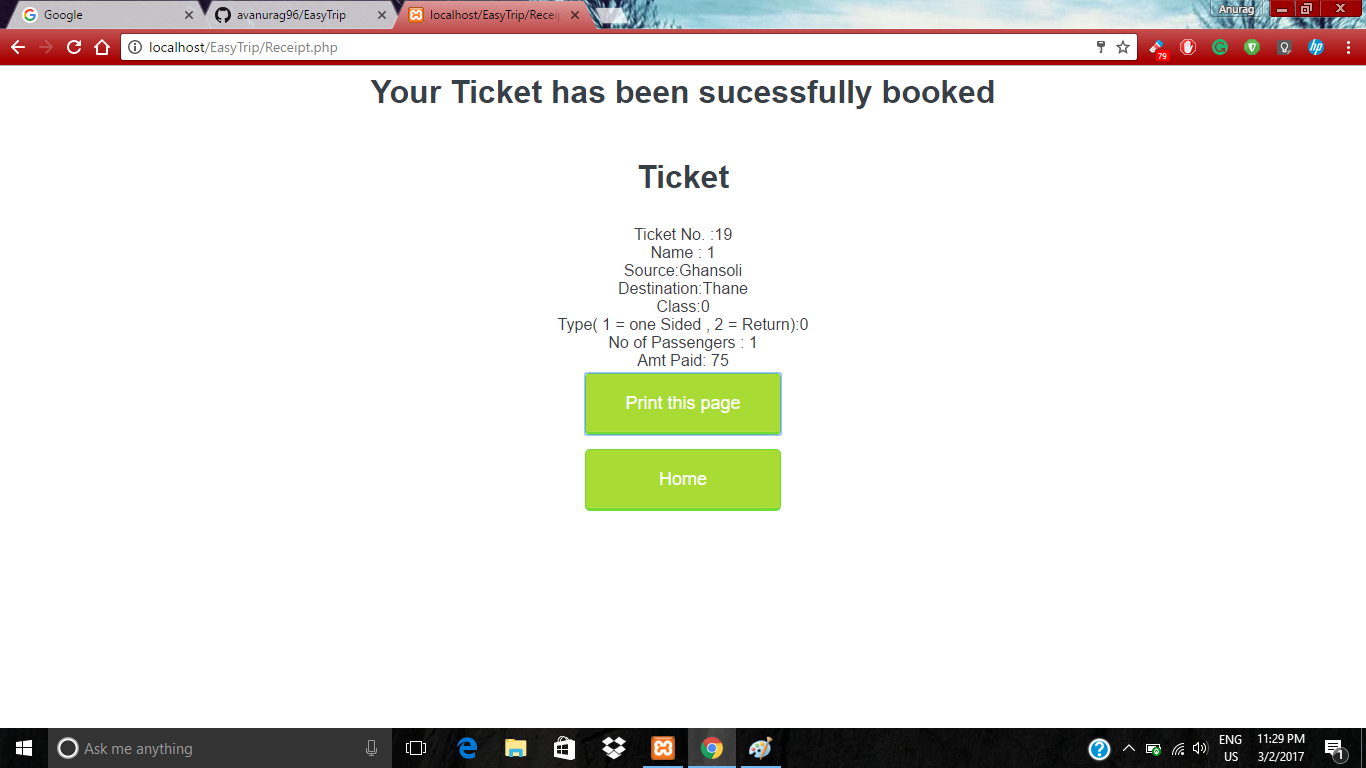 Google
avanurag96/EasyTrip
localhost/EasyTrip/Recei
Anurag
localhost/EasyTrip/Receipt.php
79
hp
Your Ticket has been sucessfully booked
Ticket
Ticket No. :19
Name : 1
Source:Ghansoli
Destination:Thane
Class:0
Type( 1 = one Sided , 2 = Return):0
No of Passengers : 1
Amt Paid: 75
Print this page
Home
Ask me anything
ENG
US
11:29 PM
3/2/2017
1